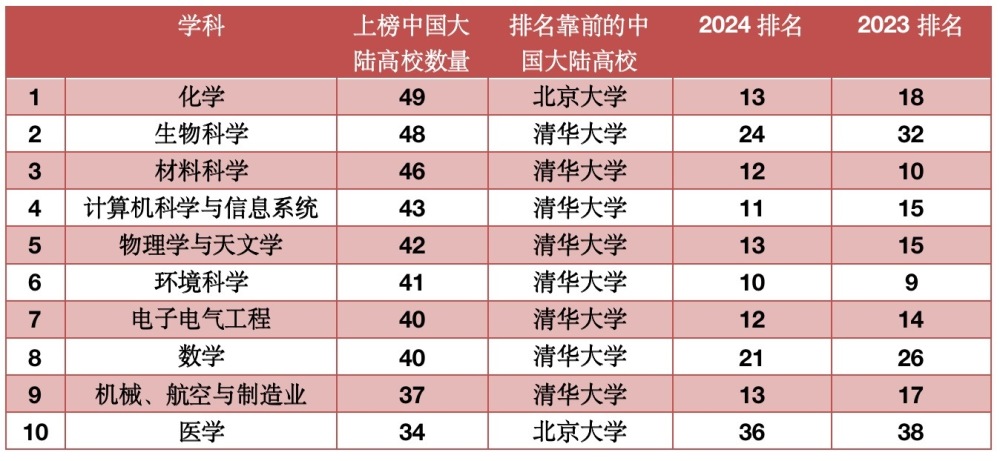 学科 上榜中国大陆高校数量 排名靠前的中国大陆高校 2024 排名 2023 排名
1 化学 49 北京大学 13 18
2 生物科学 48 清华大学 24 32
3 材料科学 46 清华大学 12 10
4 计算机科学与信息系统 43 清华大学 11 15
5 物理学与天文学 42 清华大学 13 15
6 环境科学 41 清华大学 10 9
7 电子电气工程 40 清华大学 12 14
8 数学 40 清华大学 21 26
9 机械、航空与制造业 37 清华大学 13 17
10 医学 34 北京大学 36 38